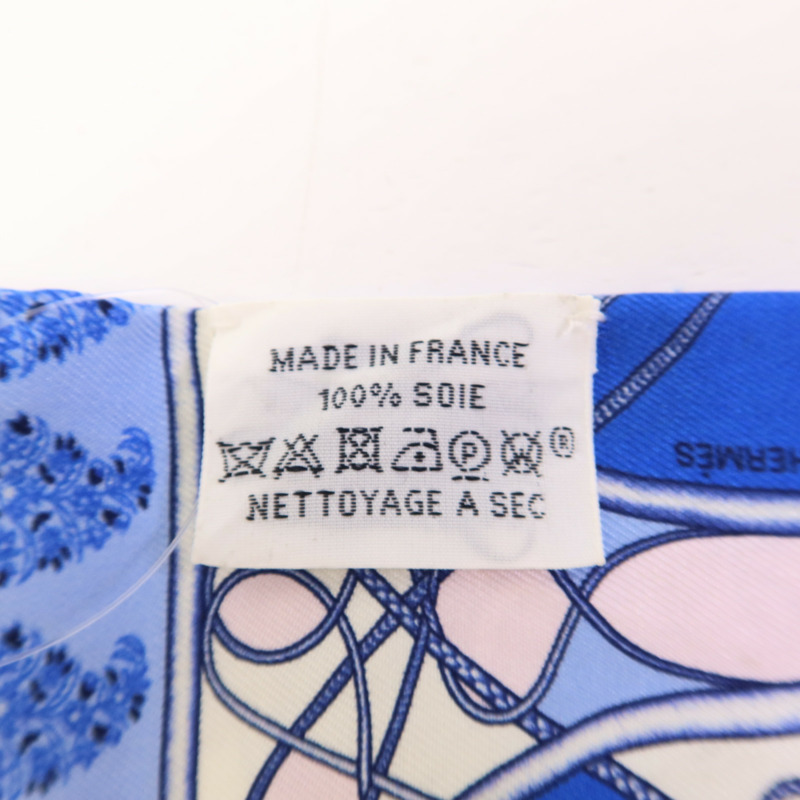 MADE IN FRANCE
100% SOIE
P ®
NETTOYAGE A SEC
HERMÈS